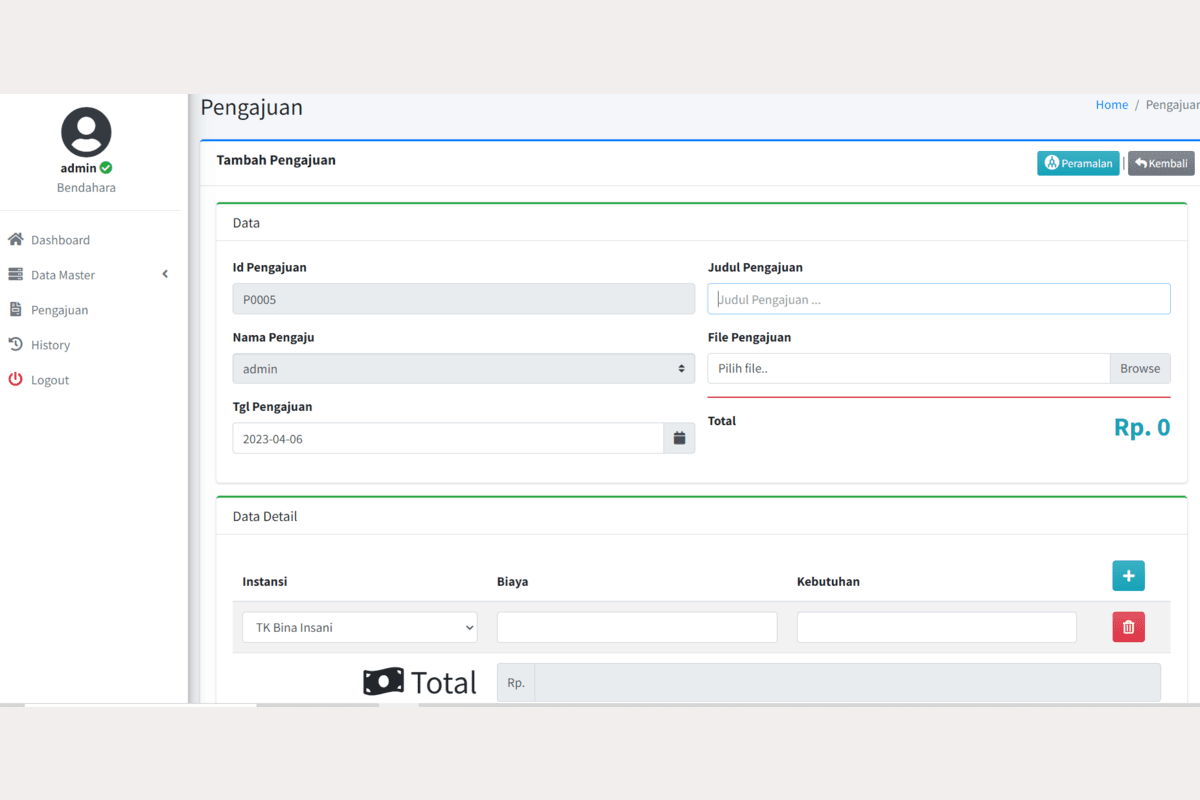 Pengajuan
Home / Pengajuan
admin
Bendahara
Dashboard
Data Master
Pengajuan
History
Logout
Tambah Pengajuan
Peramalan | Kembali
Data
Id Pengajuan
P0005
Judul Pengajuan
Judul Pengajuan ...
Nama Pengaju
admin
File Pengajuan
Pilih file.. Browse
Tgl Pengajuan
2023-04-06
Total Rp. 0
Data Detail
Instansi Biaya Kebutuhan +
TK Bina Insani
Total Rp.